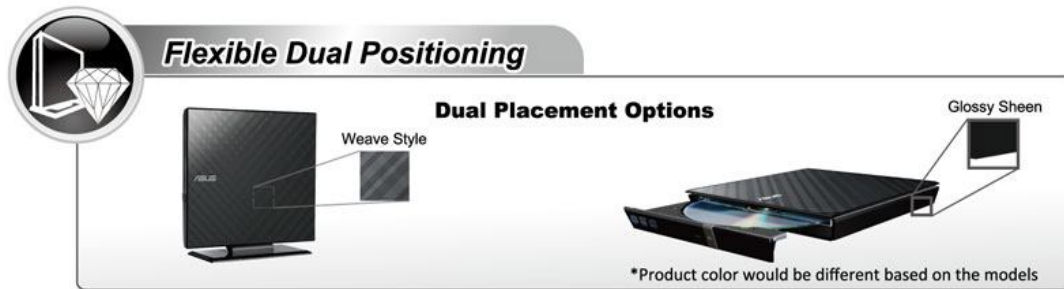 Flexible Dual Positioning
Dual Placement Options
Weave Style
Glossy Sheen
ASUS
*Product color would be different based on the models